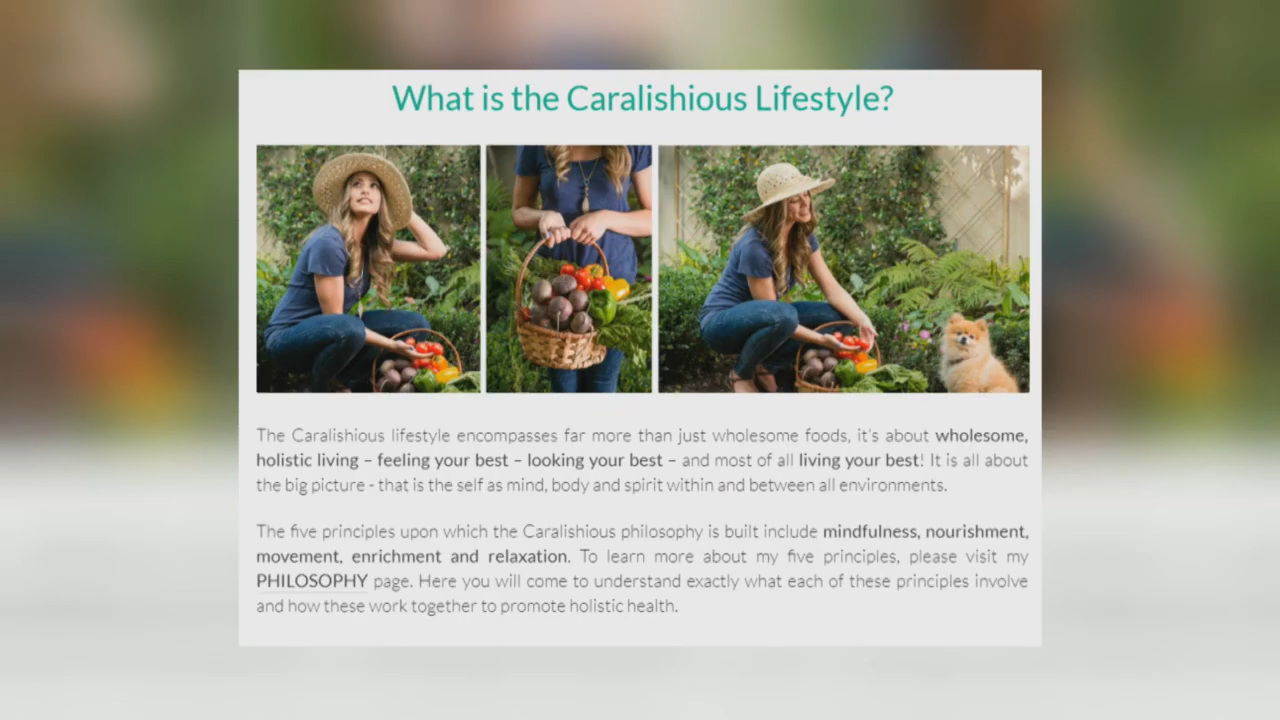 What is the Caralishious Lifestyle?
The Caralishious lifestyle encompasses far more than just wholesome foods, it's about wholesome,
holistic living – feeling your best – looking your best – and most of all living your best! It is all about
the big picture - that is the self as mind, body and spirit within and between all environments.
The five principles upon which the Caralishious philosophy is built include mindfulness, nourishment,
movement, enrichment and relaxation. To learn more about my five principles, please visit my
PHILOSOPHY page. Here you will come to understand exactly what each of these principles involve
and how these work together to promote holistic health.